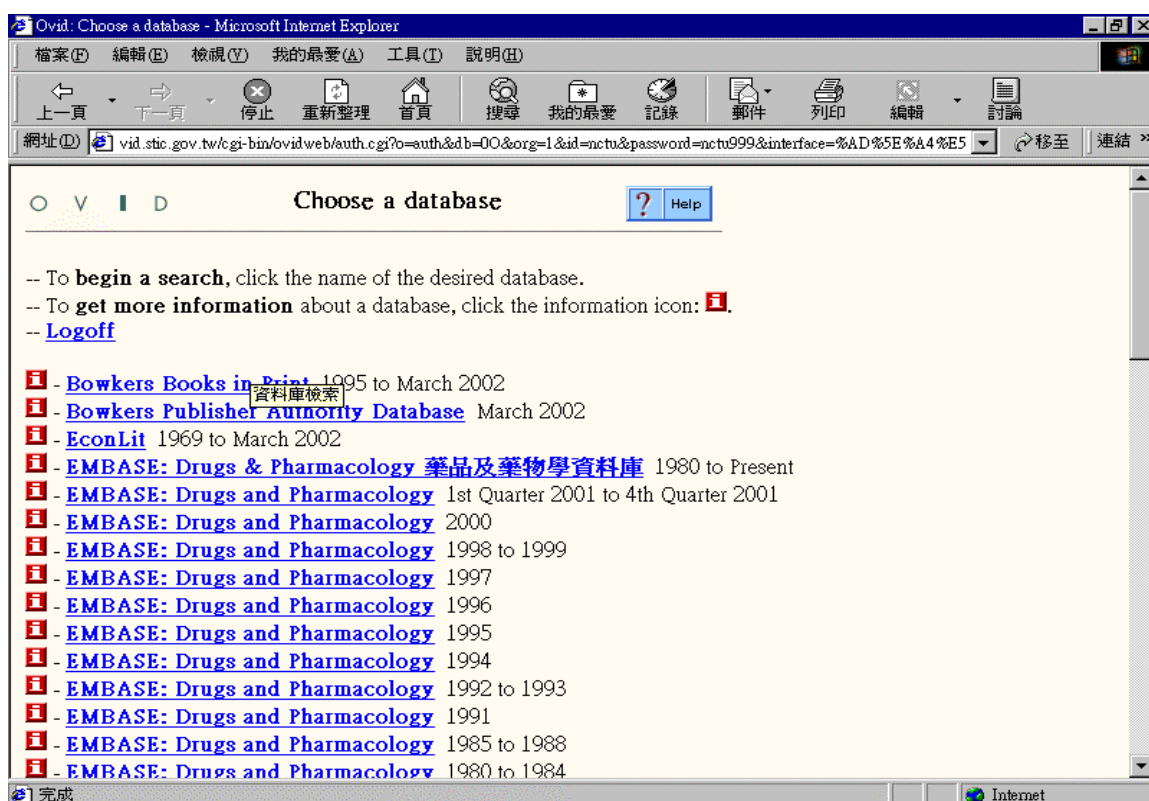 Ovid: Choose a database - Microsoft Internet Explorer
檔案(F) 編輯(E) 檢視(V) 我的最愛(A) 工具(T) 說明(H)
上一頁 下一頁 停止 重新整理 首頁 搜尋 我的最愛 記錄 郵件 列印 編輯 討論
網址(D) vid.stic.gov.tw/cgi-bin/ovidweb/auth.cgi?o=auth&db=0O&org=1&id=nctu&password=nctu999&interface=%AD%5E%A4%E5 移至 連結 »
O V I D Choose a database ? Help
-- To begin a search, click the name of the desired database.
-- To get more information about a database, click the information icon: i.
-- Logoff
i - Bowkers Books in Print 1995 to March 2002
資料庫檢索
i - Bowkers Publisher Authority Database March 2002
i - EconLit 1969 to March 2002
i - EMBASE: Drugs & Pharmacology 藥品及藥物學資料庫 1980 to Present
i - EMBASE: Drugs and Pharmacology 1st Quarter 2001 to 4th Quarter 2001
i - EMBASE: Drugs and Pharmacology 2000
i - EMBASE: Drugs and Pharmacology 1998 to 1999
i - EMBASE: Drugs and Pharmacology 1997
i - EMBASE: Drugs and Pharmacology 1996
i - EMBASE: Drugs and Pharmacology 1995
i - EMBASE: Drugs and Pharmacology 1994
i - EMBASE: Drugs and Pharmacology 1992 to 1993
i - EMBASE: Drugs and Pharmacology 1991
i - EMBASE: Drugs and Pharmacology 1985 to 1988
i - EMBASE: Drugs and Pharmacology 1980 to 1984
完成 Internet